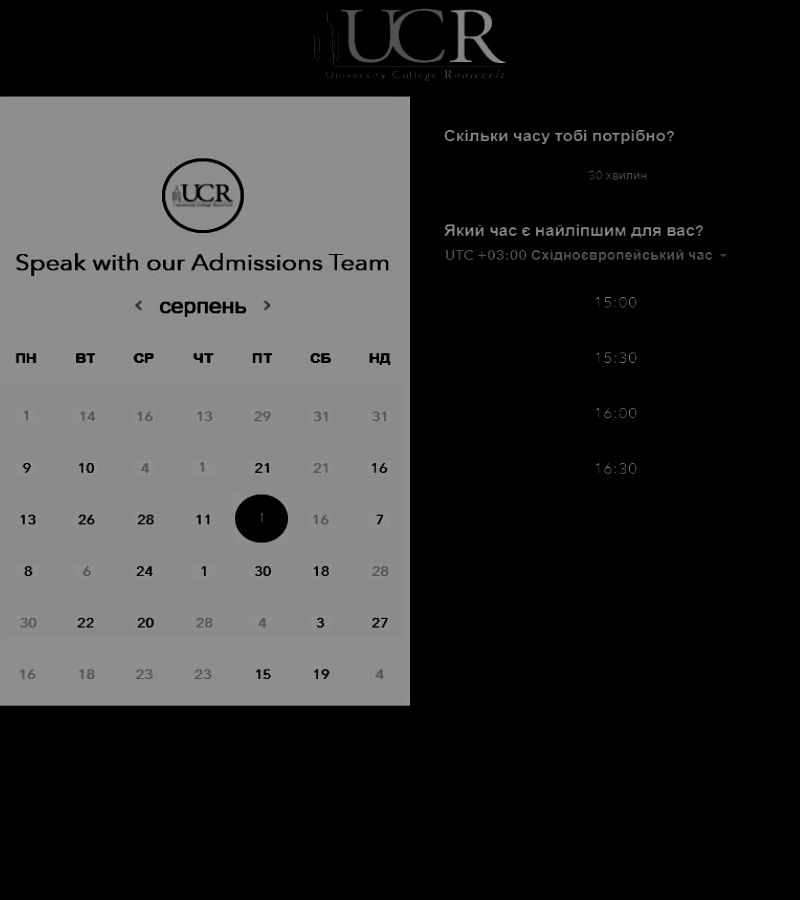 UCR
University College Roosevelt
UCR
University College Roosevelt
Speak with our Admissions Team
серпень
ПН ВТ СР ЧТ ПТ СБ НД
1 14 16 13 29 31 31
9 10 4 1 21 21 16
13 26 28 11 1 16 7
8 6 24 1 30 18 28
30 22 20 28 4 3 27
16 18 23 23 15 19 4
Скільки часу тобі потрібно?
30 хвилин
Який час є найліпшим для вас?
UTC +03:00 Східноєвропейський час
15:00
15:30
16:00
16:30